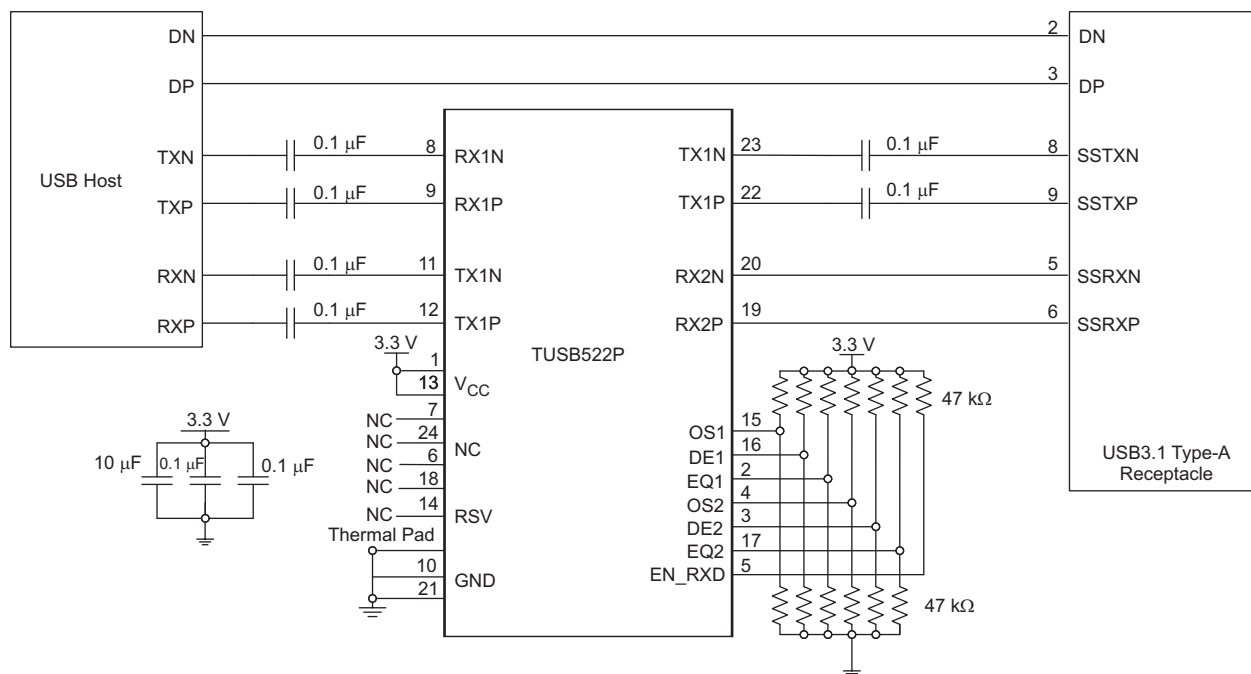 DN
2
DN
DP
3
DP
TXN
0.1 µF
8
RX1N
TX1N
23
0.1 µF
8
SSTXN
USB Host
TXP
0.1 µF
9
RX1P
TX1P
22
0.1 µF
9
SSTXP
RXN
0.1 µF
11
TX1N
RX2N
20
5
SSRXN
RXP
0.1 µF
12
TX1P
RX2P
19
6
SSRXP
TUSB522P
3.3 V
1
13
VCC
7
NC
24
NC
NC
6
NC
18
NC
14
NC
RSV
Thermal Pad
10
GND
21
3.3 V
10 µF
0.1 µF
0.1 µF
3.3 V
47 kΩ
15
OS1
16
DE1
2
EQ1
4
OS2
3
DE2
17
EQ2
5
EN_RXD
47 kΩ
USB3.1 Type-A
Receptacle